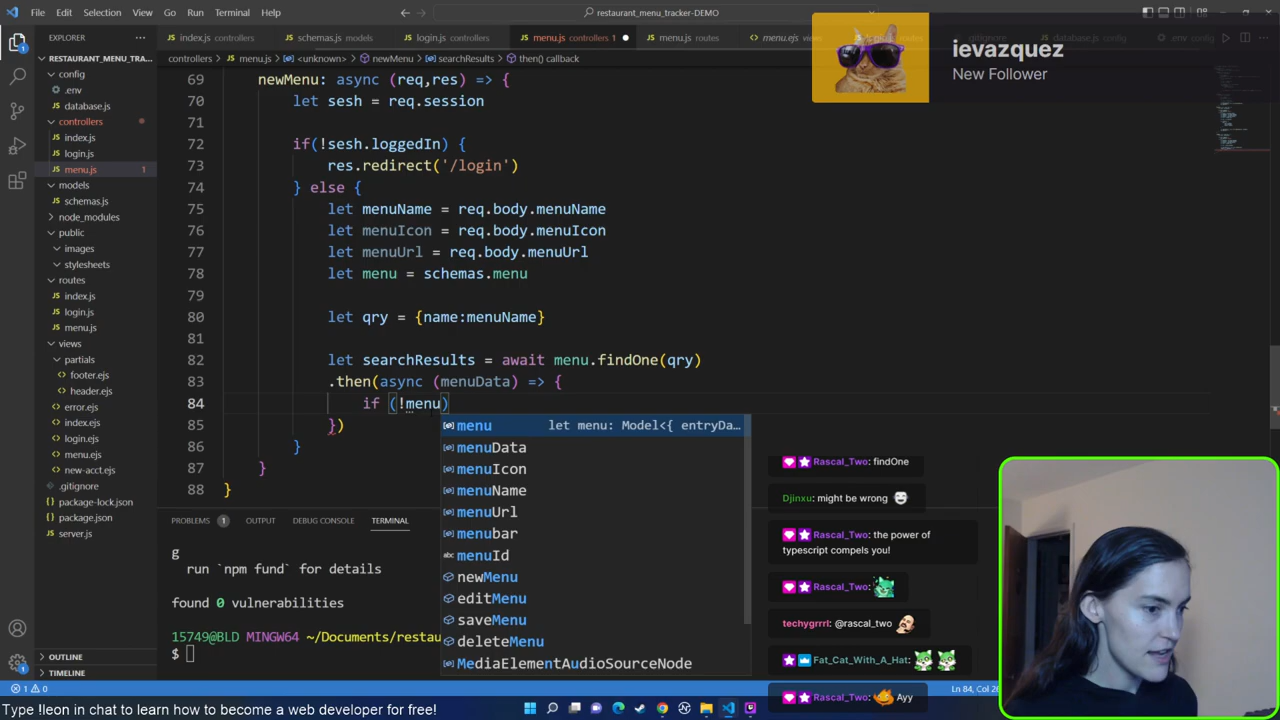 File Edit Selection View Go Run Terminal Help
restaurant_menu_tracker-DEMO
EXPLORER
index.js controllers
schemas.js models
login.js controllers
menu.js controllers 1
menu.js routes
menu.ejs views
.env
controllers > JS menu.js > <unknown> > newMenu > searchResults > then() callback
RESTAURANT_MENU_TRA...
config
.env
database.js
controllers
index.js
login.js
menu.js 1
models
schemas.js
node_modules
public
images
stylesheets
routes
index.js
login.js
menu.js
views
partials
footer.ejs
header.ejs
error.ejs
index.ejs
login.ejs
menu.ejs
new-acct.ejs
.gitignore
package-lock.json
package.json
server.js
OUTLINE
TIMELINE
69 newMenu: async (req,res) => {
70 let sesh = req.session
71
72 if(!sesh.loggedIn) {
73 res.redirect('/login')
74 } else {
75 let menuName = req.body.menuName
76 let menuIcon = req.body.menuIcon
77 let menuUrl = req.body.menuUrl
78 let menu = schemas.menu
79
80 let qry = {name:menuName}
81
82 let searchResults = await menu.findOne(qry)
83 .then(async (menuData) => {
84 if (!menu)
85 })
86 }
87 }
88 }
menu let menu: Model<{ entryDa...
menuData
menuIcon
menuName
menuUrl
menubar
menuId
newMenu
editMenu
saveMenu
deleteMenu
MediaElementAudioSourceNode
PROBLEMS 1 OUTPUT DEBUG CONSOLE TERMINAL
g
run `npm fund` for details
found 0 vulnerabilities
15749@BLD MINGW64 ~/Documents/restau
$
ievazquez
New Follower
Rascal_Two: findOne
Djinxu: might be wrong
Rascal_Two: the power of
typescript compels you!
Rascal_Two:
techygrrrl: @rascal_two
Fat_Cat_With_A_Hat:
Rascal_Two: Ayy
1 0
Ln 84, Col 26
Type !leon in chat to learn how to become a web developer for free!